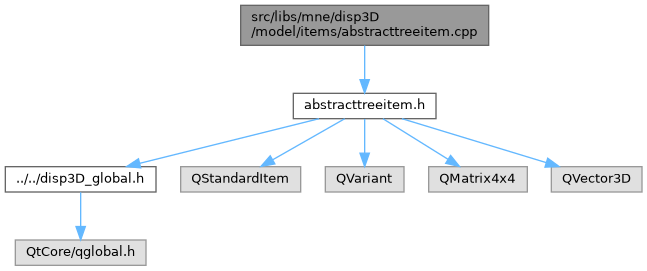 src/libs/mne/disp3D
/model/items/abstracttreeitem.cpp
abstracttreeitem.h
../../disp3D_global.h
QStandardItem
QVariant
QMatrix4x4
QVector3D
QtCore/qglobal.h